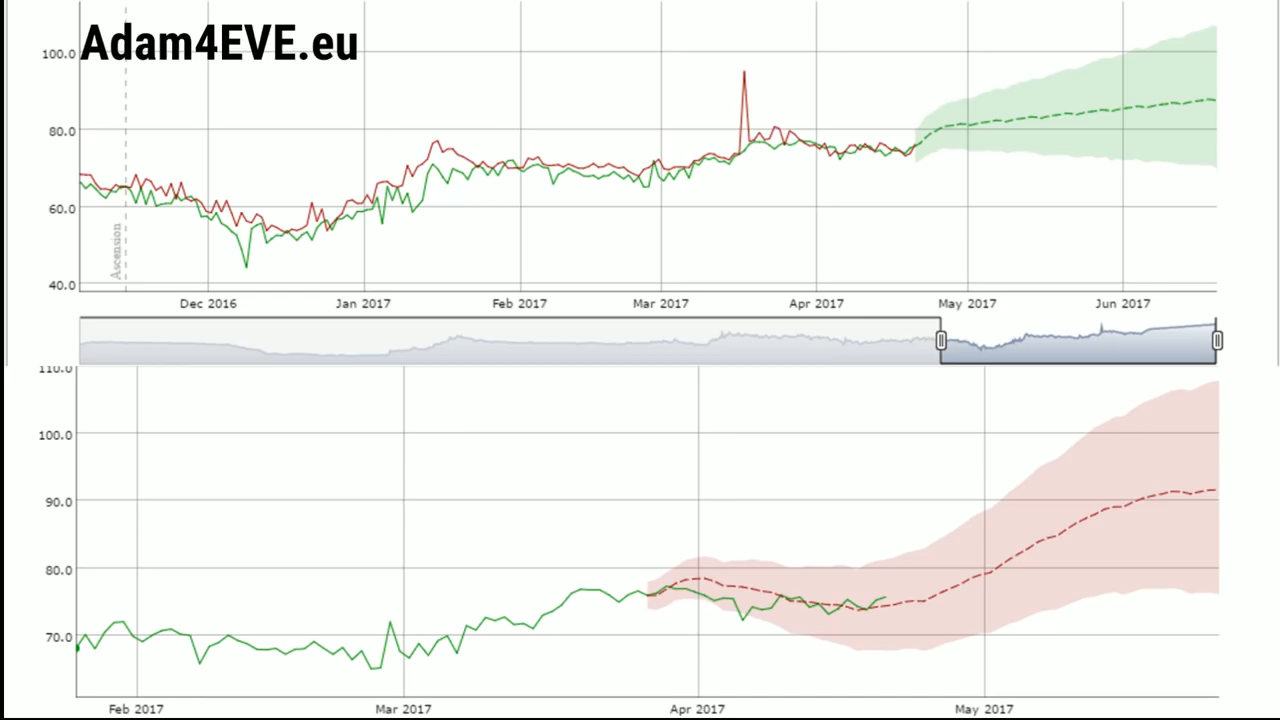 Adam4EVE.eu
100.0
80.0
60.0
40.0
Ascension
Dec 2016 Jan 2017 Feb 2017 Mar 2017 Apr 2017 May 2017 Jun 2017
110.0
100.0
90.0
80.0
70.0
Feb 2017 Mar 2017 Apr 2017 May 2017